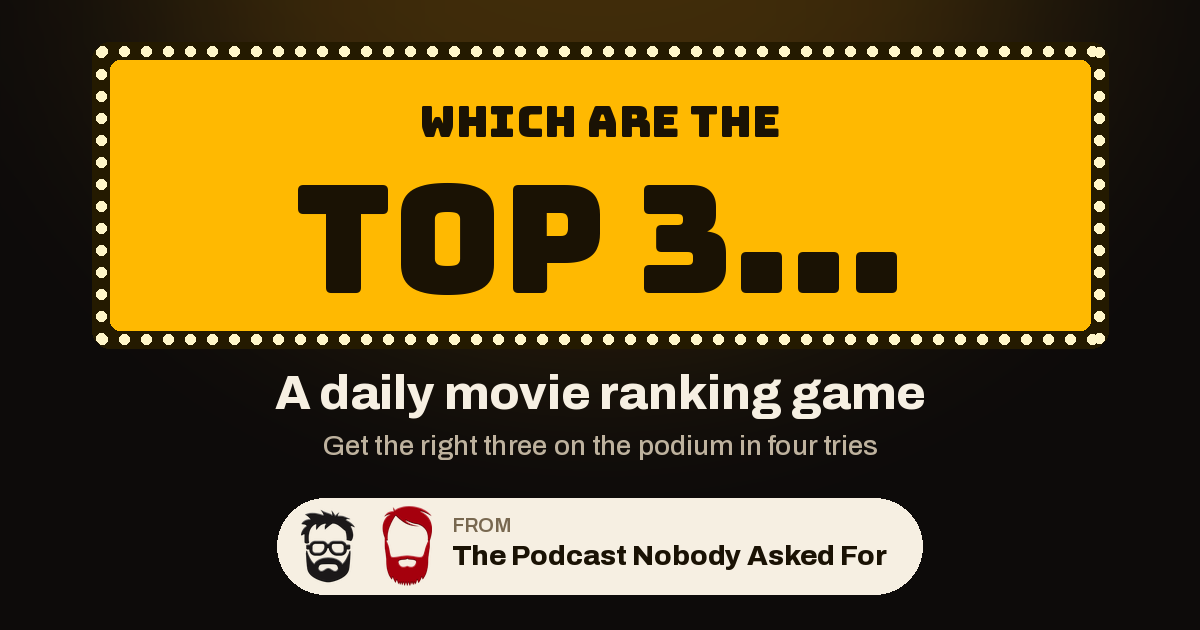 WHICH ARE THE
TOP 3...
A daily movie ranking game
Get the right three on the podium in four tries
FROM
The Podcast Nobody Asked For